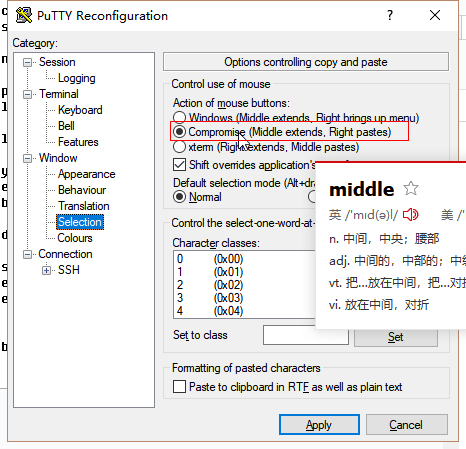 PuTTY Reconfiguration
Category:
Session
Logging
Terminal
Keyboard
Bell
Features
Window
Appearance
Behaviour
Translation
Selection
Colours
Connection
SSH
Options controlling copy and paste
Control use of mouse
Action of mouse buttons:
Windows (Middle extends, Right brings up menu)
Compromise (Middle extends, Right pastes)
xterm (Right extends, Middle pastes)
Shift overrides application's
Default selection mode (Alt+dra
Normal
Control the select-one-word-at-
Character classes:
0 (0x00)
1 (0x01)
2 (0x02)
3 (0x03)
4 (0x04)
Set to class
Set
Formatting of pasted characters
Paste to clipboard in RTF as well as plain text
Apply
Cancel
middle
英 /'mɪd(ə)l/ 美 /'m
n. 中间，中央；腰部
adj. 中间的，中部的；中
vt. 把…放在中间，把…对
vi. 放在中间，对折